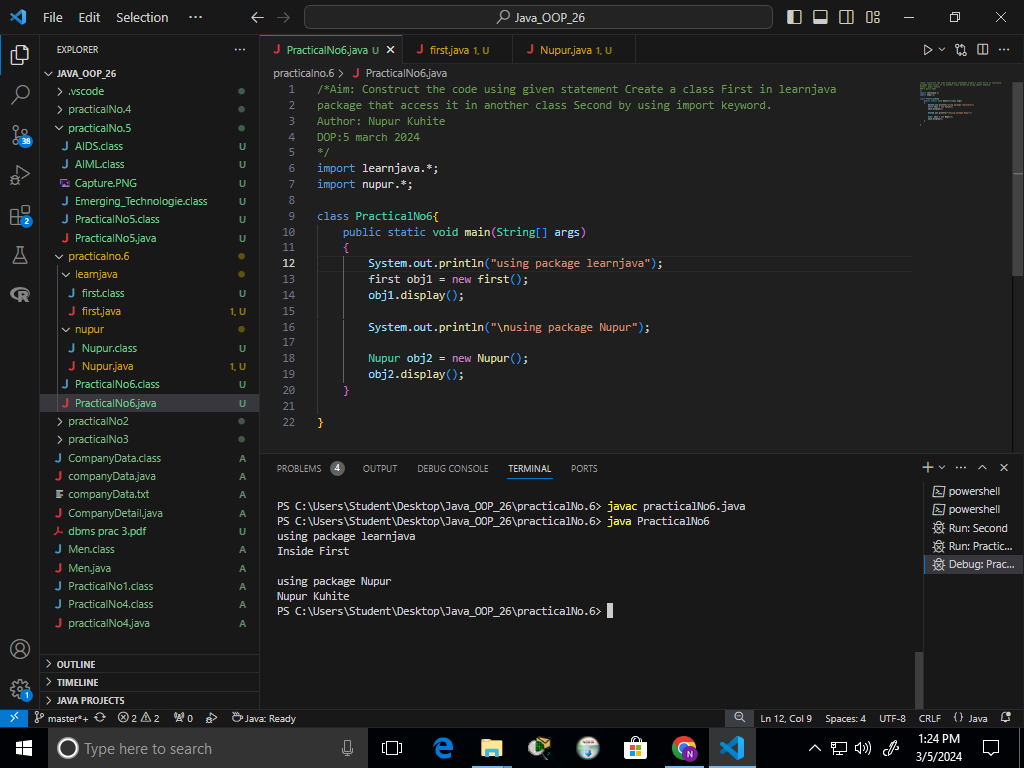 File Edit Selection ··· Java_OOP_26
EXPLORER ···
JAVA_OOP_26
.vscode
practicalNo.4
practicalNo.5
AIDS.class U
AIML.class U
Capture.PNG U
Emerging_Technologie.class U
PracticalNo5.class U
PracticalNo5.java U
practicalno.6
learnjava
first.class U
first.java 1, U
nupur
Nupur.class U
Nupur.java 1, U
PracticalNo6.class U
PracticalNo6.java U
practicalNo2
practicalNo3
CompanyData.class A
companyData.java A
companyData.txt A
CompanyDetail.java A
dbms prac 3.pdf U
Men.class A
Men.java A
PracticalNo1.class A
PracticalNo4.class A
practicalNo4.java A
OUTLINE
TIMELINE
JAVA PROJECTS
38
2
1
PracticalNo6.java U first.java 1, U Nupur.java 1, U
practicalno.6 > PracticalNo6.java
1 /*Aim: Construct the code using given statement Create a class First in learnjava
2 package that access it in another class Second by using import keyword.
3 Author: Nupur Kuhite
4 DOP:5 march 2024
5 */
6 import learnjava.*;
7 import nupur.*;
8
9 class PracticalNo6{
10 public static void main(String[] args)
11 {
12 System.out.println("using package learnjava");
13 first obj1 = new first();
14 obj1.display();
15
16 System.out.println("\nusing package Nupur");
17
18 Nupur obj2 = new Nupur();
19 obj2.display();
20 }
21
22 }
PROBLEMS 4 OUTPUT DEBUG CONSOLE TERMINAL PORTS
PS C:\Users\Student\Desktop\Java_OOP_26\practicalNo.6> javac practicalNo6.java
PS C:\Users\Student\Desktop\Java_OOP_26\practicalNo.6> java PracticalNo6
using package learnjava
Inside First

using package Nupur
Nupur Kuhite
PS C:\Users\Student\Desktop\Java_OOP_26\practicalNo.6>
powershell
powershell
Run: Second
Run: Practic...
Debug: Prac...
master*+ 2 2 0 Java: Ready Ln 12, Col 9 Spaces: 4 UTF-8 CRLF {} Java
Type here to search
N
1:24 PM
3/5/2024